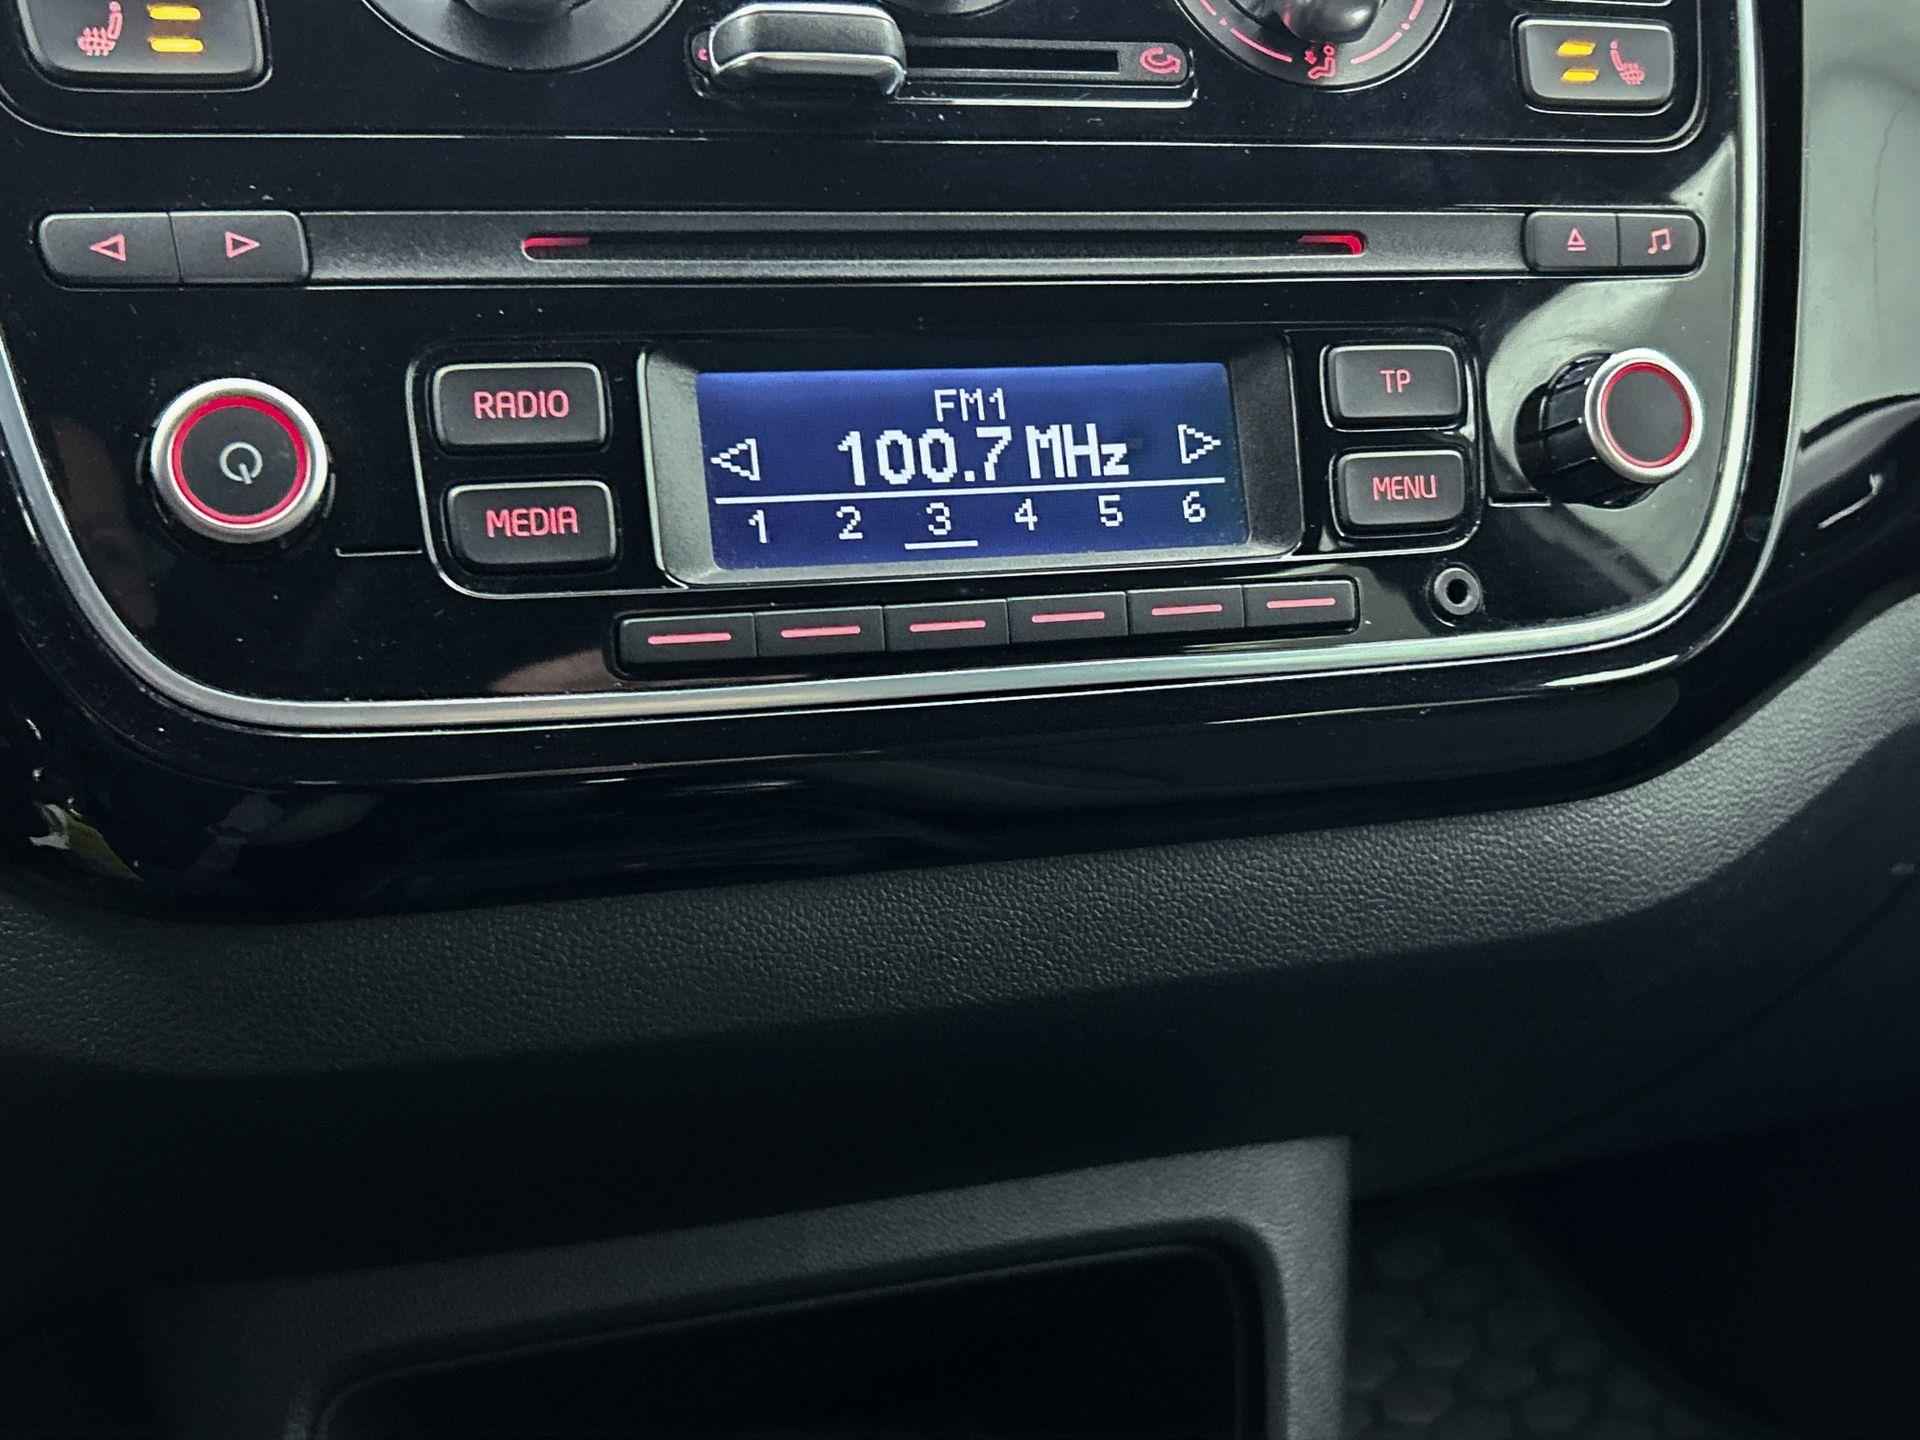 RADIO
MEDIA
FM1
100.7 MHz
1 2 3 4 5 6
TP
MENU